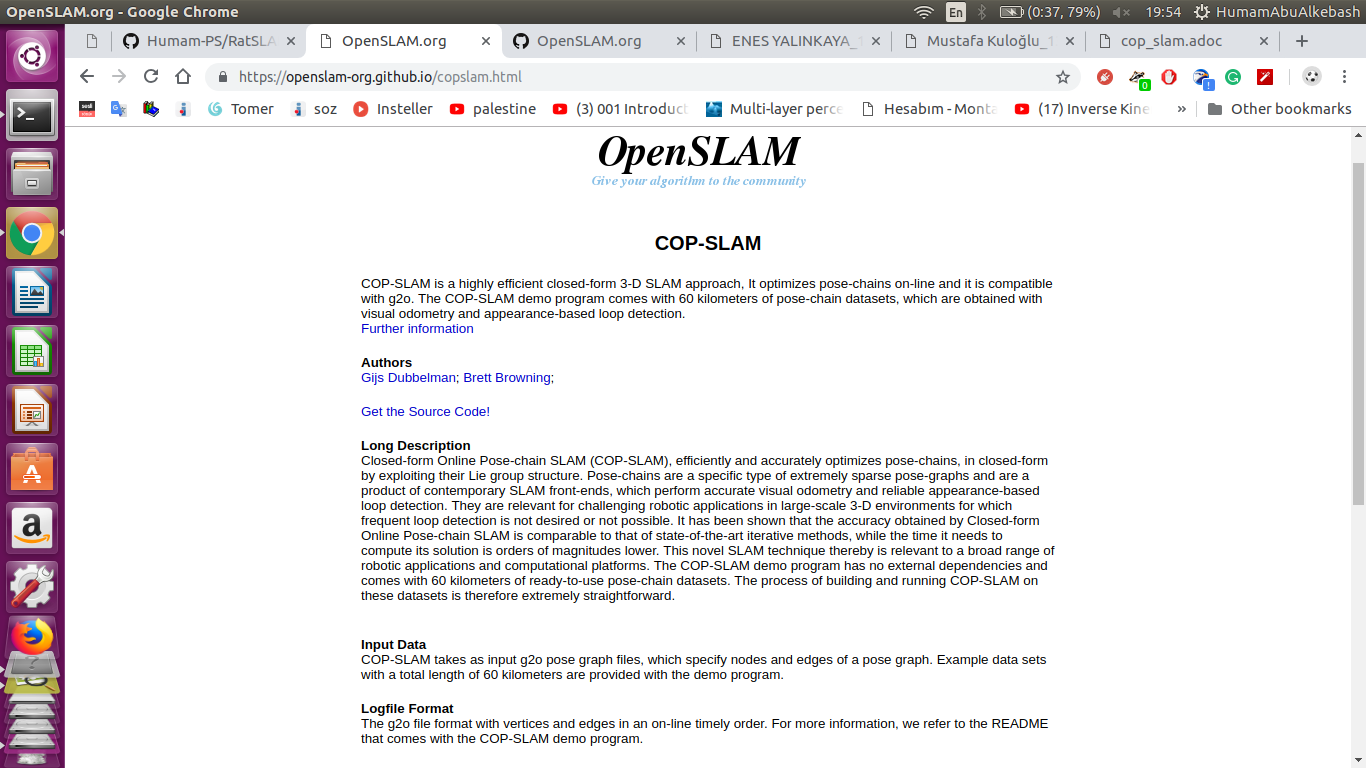 OpenSLAM.org - Google Chrome
En
(0:37, 79%)
19:54
HumamAbuAlkebash
Humam-PS/RatSLA
OpenSLAM.org
OpenSLAM.org
ENES YALINKAYA_1
Mustafa Kuloğlu_1
cop_slam.adoc
https://openslam-org.github.io/copslam.html
0
!
Tomer
soz
Insteller
palestine
(3) 001 Introduct
Multi-layer perce
Hesabım - Monta
(17) Inverse Kine
»
Other bookmarks
OpenSLAM
Give your algorithm to the community
COP-SLAM
COP-SLAM is a highly efficient closed-form 3-D SLAM approach, It optimizes pose-chains on-line and it is compatible
with g2o. The COP-SLAM demo program comes with 60 kilometers of pose-chain datasets, which are obtained with
visual odometry and appearance-based loop detection.
Further information
Authors
Gijs Dubbelman; Brett Browning;
Get the Source Code!
Long Description
Closed-form Online Pose-chain SLAM (COP-SLAM), efficiently and accurately optimizes pose-chains, in closed-form
by exploiting their Lie group structure. Pose-chains are a specific type of extremely sparse pose-graphs and are a
product of contemporary SLAM front-ends, which perform accurate visual odometry and reliable appearance-based
loop detection. They are relevant for challenging robotic applications in large-scale 3-D environments for which
frequent loop detection is not desired or not possible. It has been shown that the accuracy obtained by Closed-form
Online Pose-chain SLAM is comparable to that of state-of-the-art iterative methods, while the time it needs to
compute its solution is orders of magnitudes lower. This novel SLAM technique thereby is relevant to a broad range of
robotic applications and computational platforms. The COP-SLAM demo program has no external dependencies and
comes with 60 kilometers of ready-to-use pose-chain datasets. The process of building and running COP-SLAM on
these datasets is therefore extremely straightforward.
Input Data
COP-SLAM takes as input g2o pose graph files, which specify nodes and edges of a pose graph. Example data sets
with a total length of 60 kilometers are provided with the demo program.
Logfile Format
The g2o file format with vertices and edges in an on-line timely order. For more information, we refer to the README
that comes with the COP-SLAM demo program.